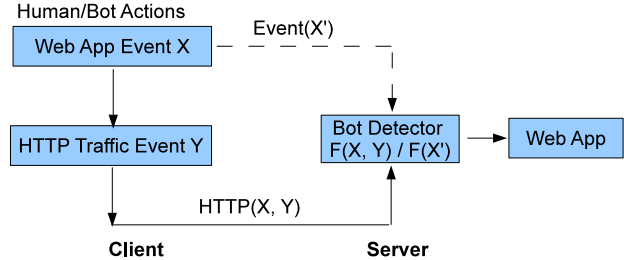 Human/Bot Actions
Web App Event X
Event(X')
HTTP Traffic Event Y
Bot Detector
F(X, Y) / F(X')
Web App
HTTP(X, Y)
Client
Server